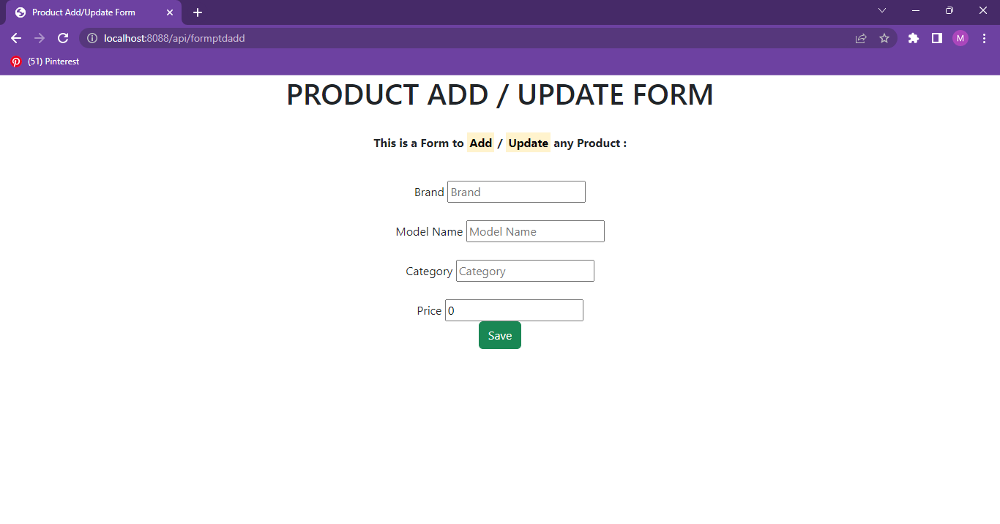 Product Add/Update Form
localhost:8088/api/formptdadd
M
(51) Pinterest
PRODUCT ADD / UPDATE FORM
This is a Form to Add / Update any Product :
Brand Brand
Model Name Model Name
Category Category
Price 0
Save